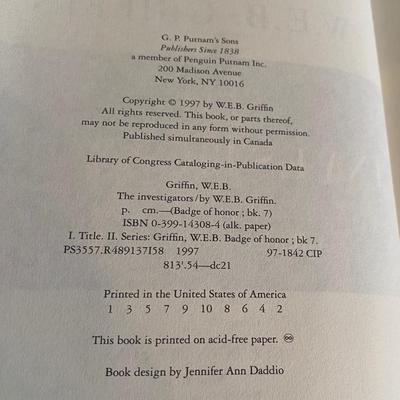 G. P. Putnam's Sons
Publishers Since 1838
a member of Penguin Putnam Inc.
200 Madison Avenue
New York, NY 10016
Copyright © 1997 by W.E.B. Griffin
All rights reserved. This book, or parts thereof,
may not be reproduced in any form without permission.
Published simultaneously in Canada
Library of Congress Cataloging-in-Publication Data
Griffin, W.E.B.
The investigators/by W.E.B. Griffin.
p. cm.—(Badge of honor ; bk. 7)
ISBN 0-399-14308-4 (alk. paper)
I. Title. II. Series: Griffin, W.E.B. Badge of honor ; bk 7.
PS3557.R489137I58 1997 97-1842 CIP
813'.54—dc21
Printed in the United States of America
1 3 5 7 9 10 8 6 4 2
This book is printed on acid-free paper. ♾
Book design by Jennifer Ann Daddio